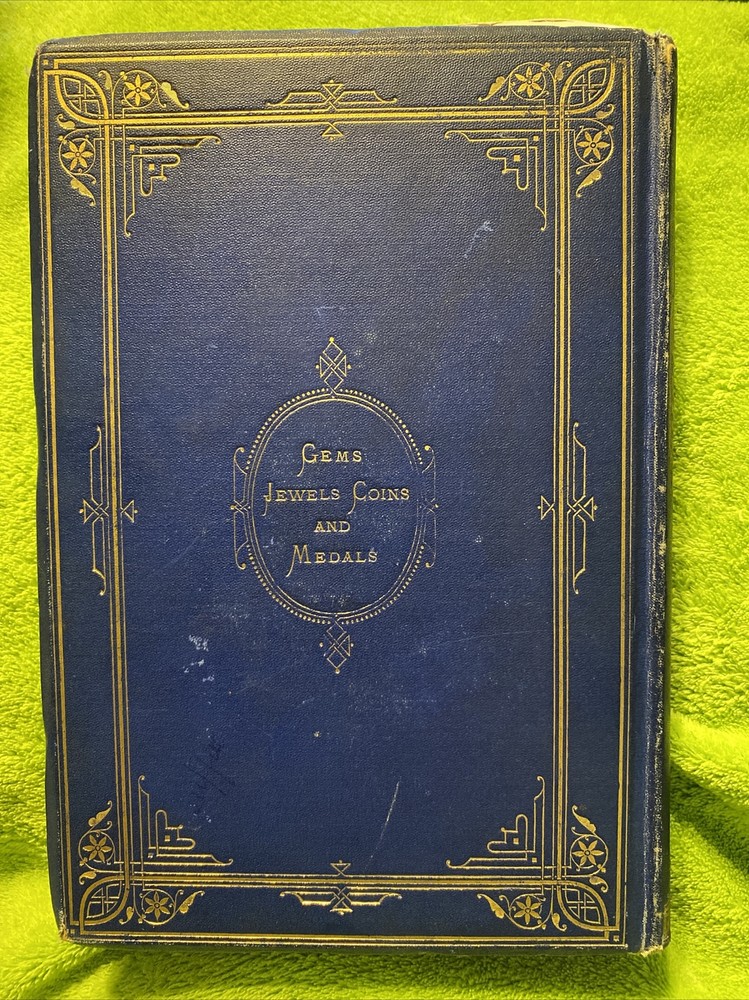 Gems
Jewels Coins
and
Medals